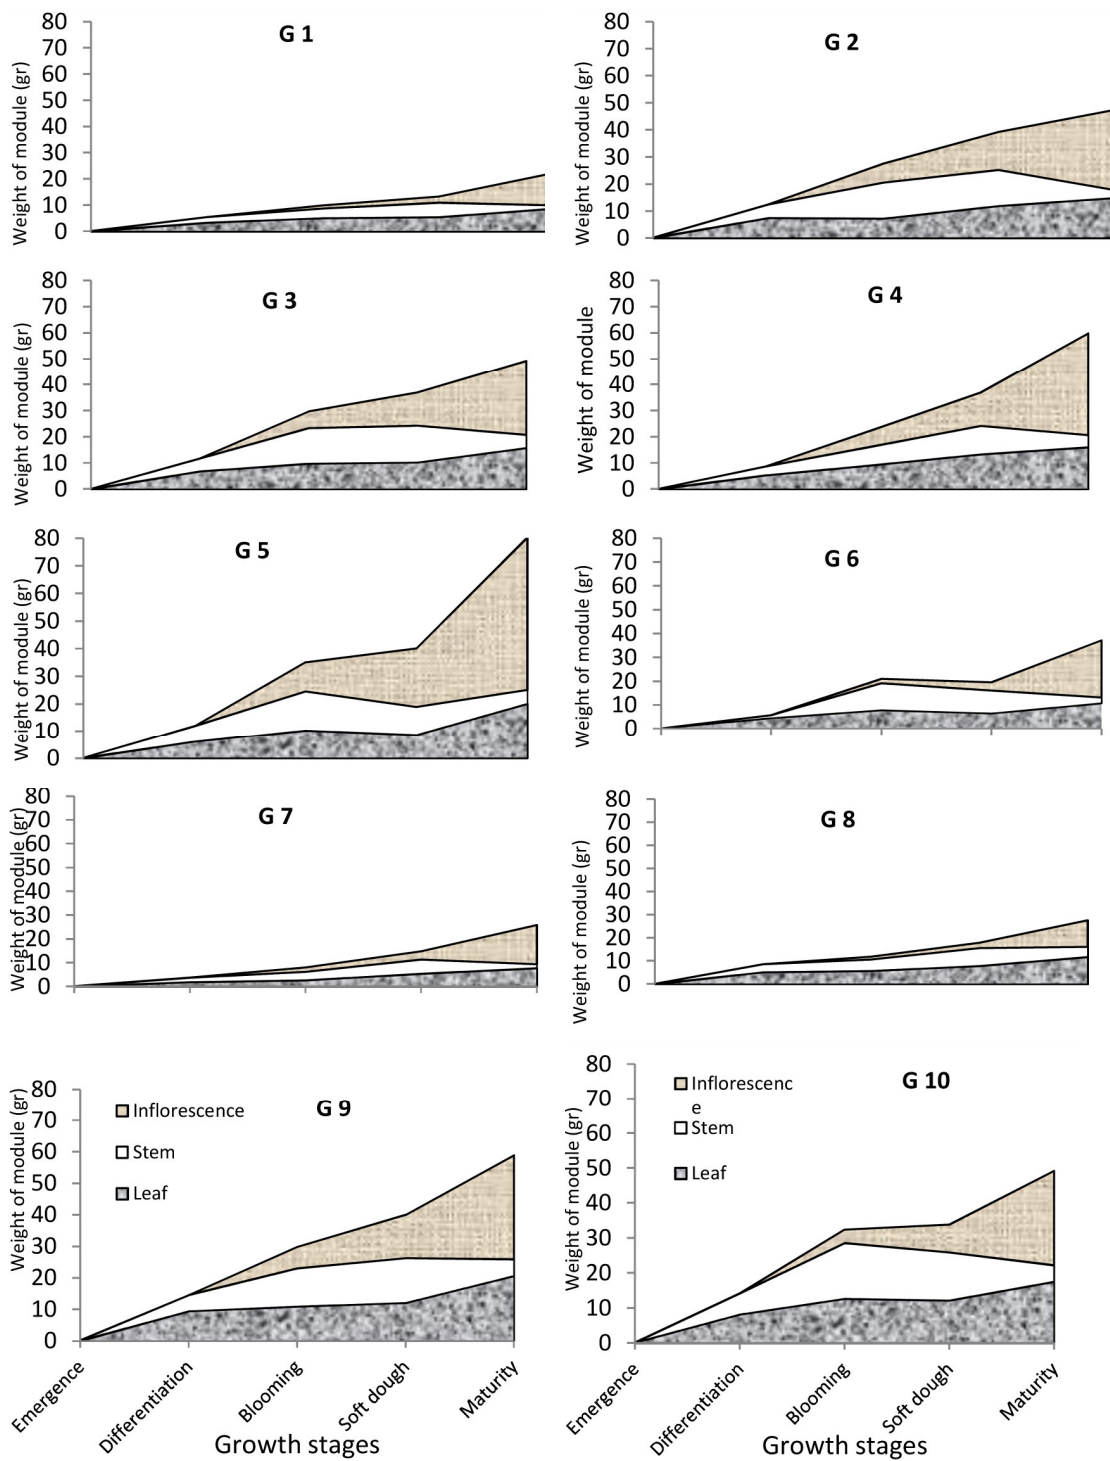 G 1
Weight of module (gr)
80
70
60
50
40
30
20
10
0
G 2
Weight of module (gr)
80
70
60
50
40
30
20
10
0
G 3
Weight of module (gr)
80
70
60
50
40
30
20
10
0
G 4
Weight of module
80
70
60
50
40
30
20
10
0
G 5
Weight of module (gr)
80
70
60
50
40
30
20
10
0
G 6
Weight of module (gr)
80
70
60
50
40
30
20
10
0
G 7
Weight of module (gr)
80
70
60
50
40
30
20
10
0
G 8
Weight of module (gr)
80
70
60
50
40
30
20
10
0
G 9
Weight of module (gr)
80
70
60
50
40
30
20
10
0
Inflorescence
Stem
Leaf
Emergence
Differentiation
Blooming
Soft dough
Maturity
Growth stages
G 10
Weight of module (gr)
80
70
60
50
40
30
20
10
0
Inflorescenc
e
Stem
Leaf
Emergence
Differentiation
Blooming
Soft dough
Maturity
Growth stages